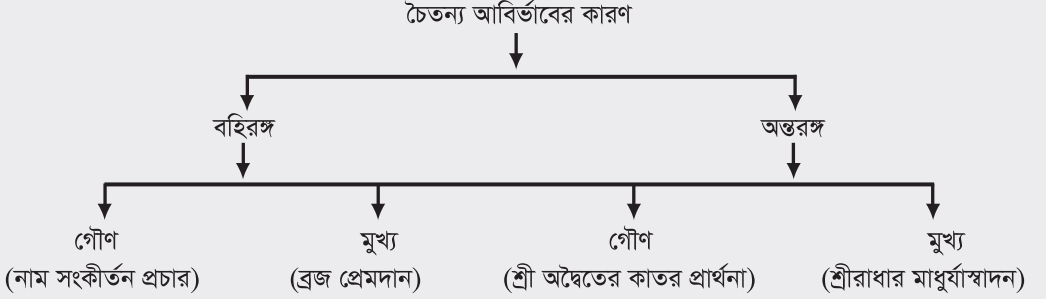 চৈতন্য আবির্ভাবের কারণ
বহিরঙ্গ অন্তরঙ্গ
গৌণ মুখ্য গৌণ মুখ্য
(নাম সংকীর্তন প্রচার) (ব্রজ প্রেমদান) (শ্রী অদ্বৈতের কাতর প্রার্থনা) (শ্রীরাধার মাধুর্যাস্বাদন)